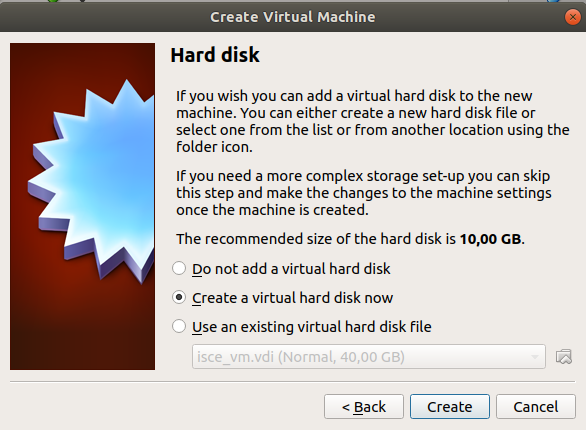 Create Virtual Machine
Hard disk
If you wish you can add a virtual hard disk to the new
machine. You can either create a new hard disk file or
select one from the list or from another location using the
folder icon.
If you need a more complex storage set-up you can skip
this step and make the changes to the machine settings
once the machine is created.
The recommended size of the hard disk is 10,00 GB.
Do not add a virtual hard disk
Create a virtual hard disk now
Use an existing virtual hard disk file
isce_vm.vdi (Normal, 40,00 GB)
< Back Create Cancel